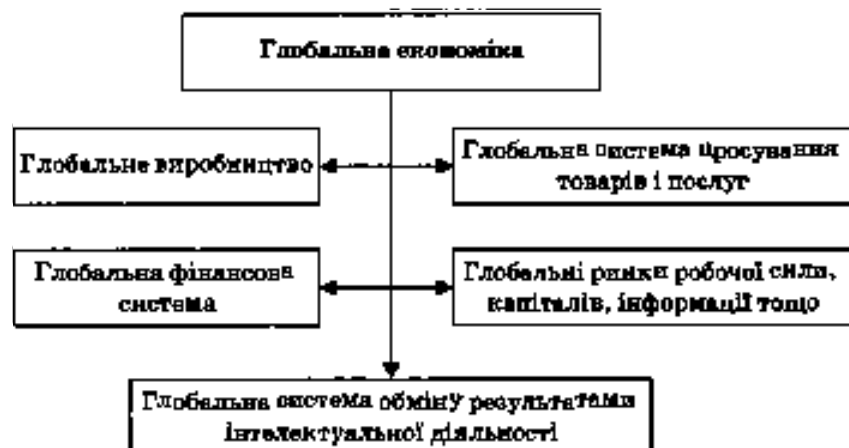 Глобальна економіка
Глобальне виробництво
Глобальна система просування
товарів і послуг
Глобальна фінансова
система
Глобальні ринки робочої сили,
капіталів, інформації тощо
Глобальна система обміну результатами
інтелектуальної діяльності